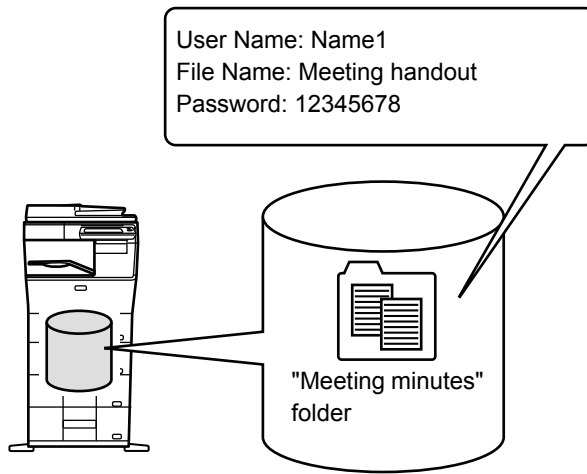 User Name: Name1
File Name: Meeting handout
Password: 12345678
"Meeting minutes"
folder